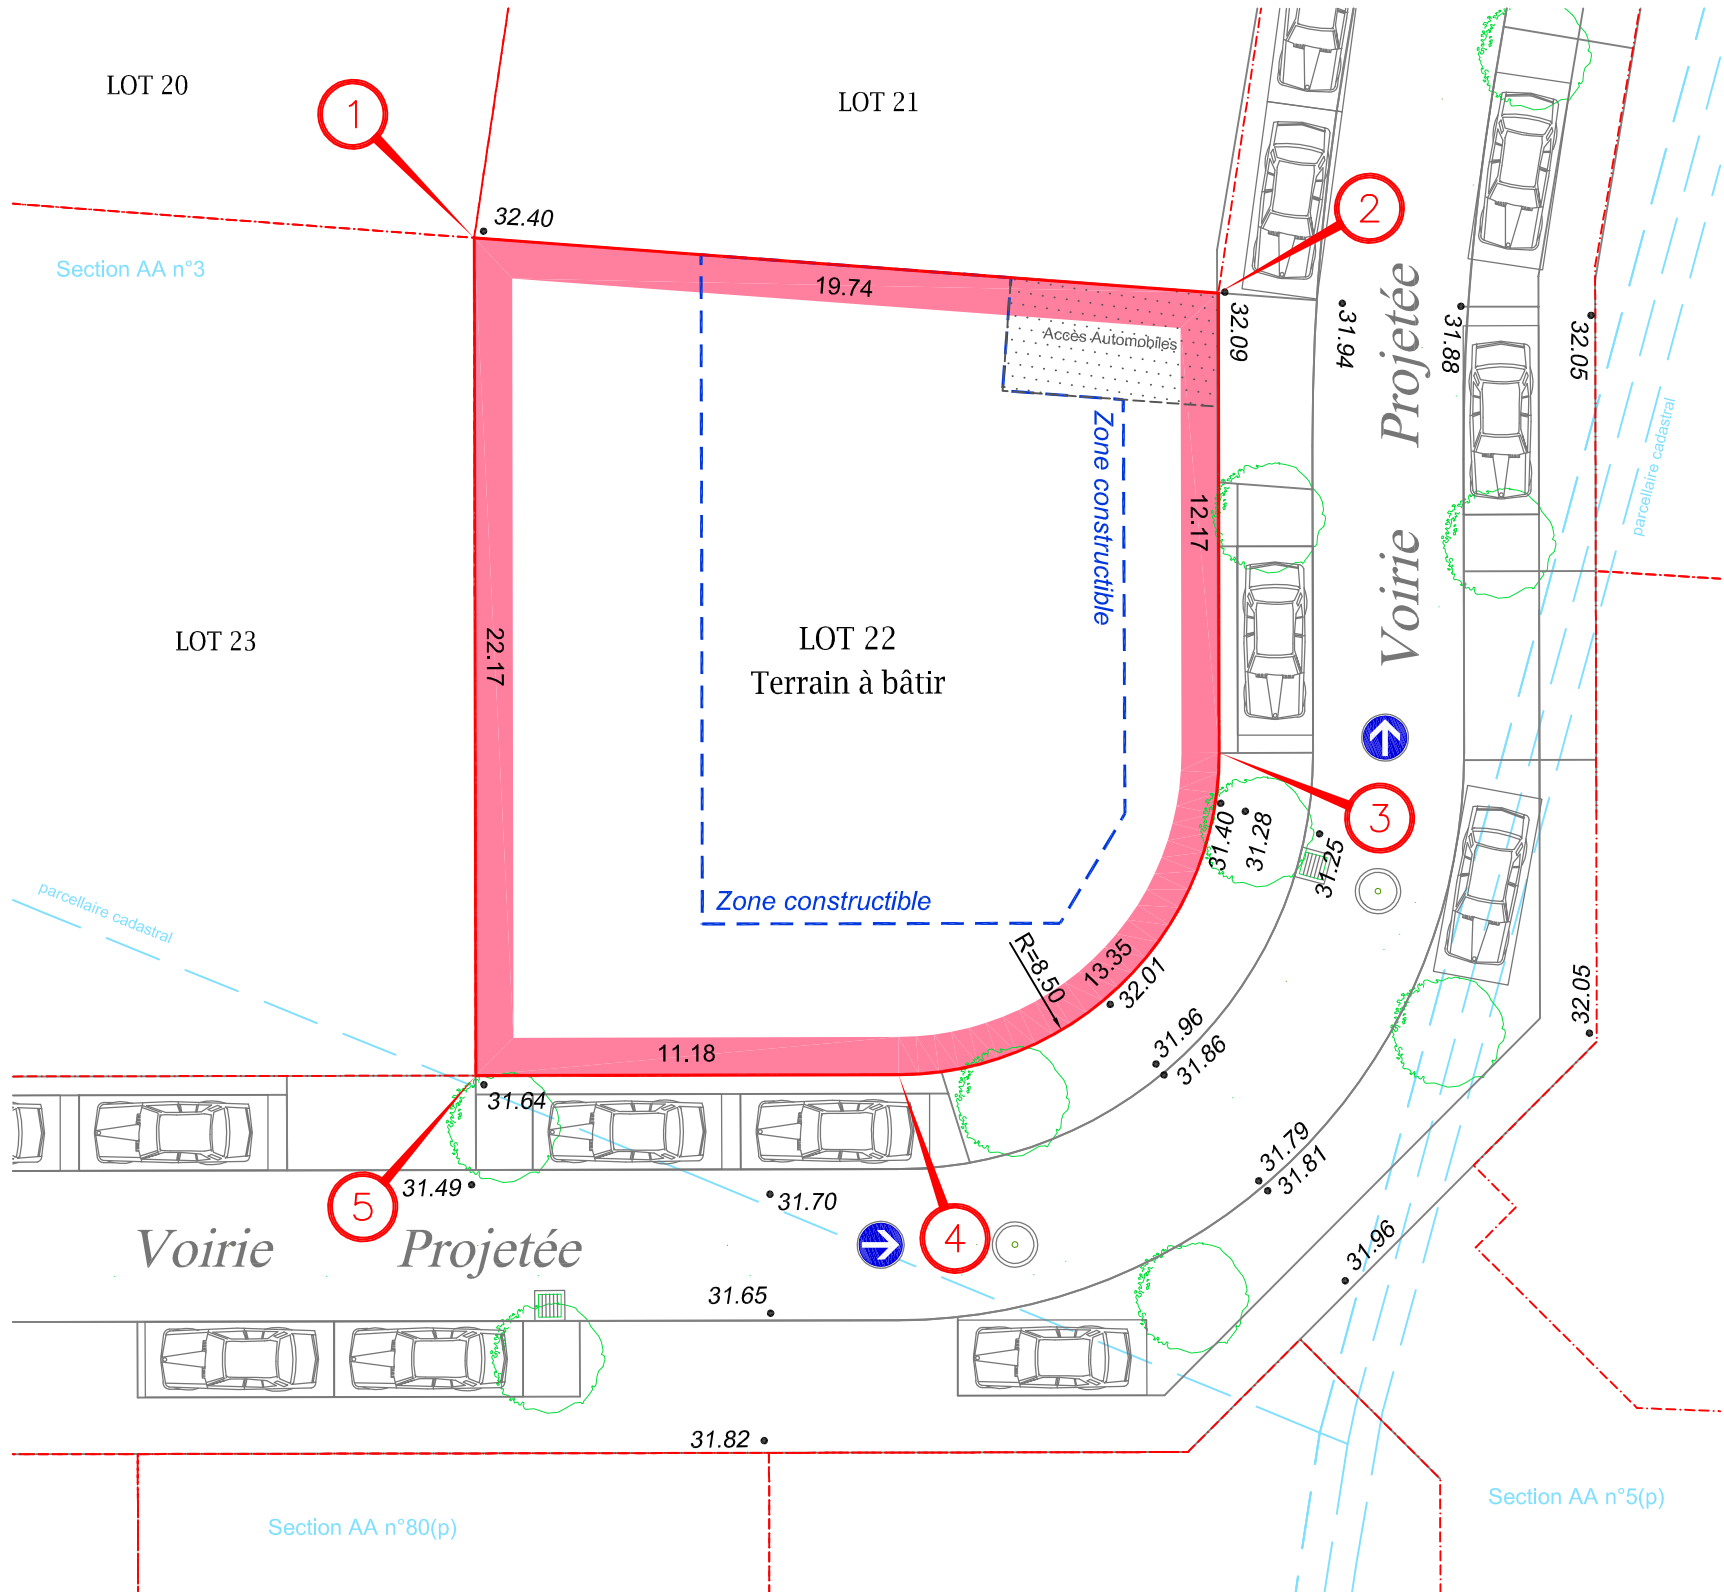 LOT 20
LOT 21
1
2
32.40
Section AA n°3
19.74
Accès Automobiles
32.09
31.94
31.88
32.05
Voirie Projetée
parcellaire cadastral
Zone constructible
12.17
LOT 23
22.17
LOT 22
Terrain à bâtir
3
31.40
31.28
31.25
parcellaire cadastral
Zone constructible
R=8.50
13.35
32.01
32.05
31.96
31.86
11.18
31.64
31.79
31.81
5
31.49
31.70
4
31.96
Voirie Projetée
31.65
31.82
Section AA n°5(p)
Section AA n°80(p)